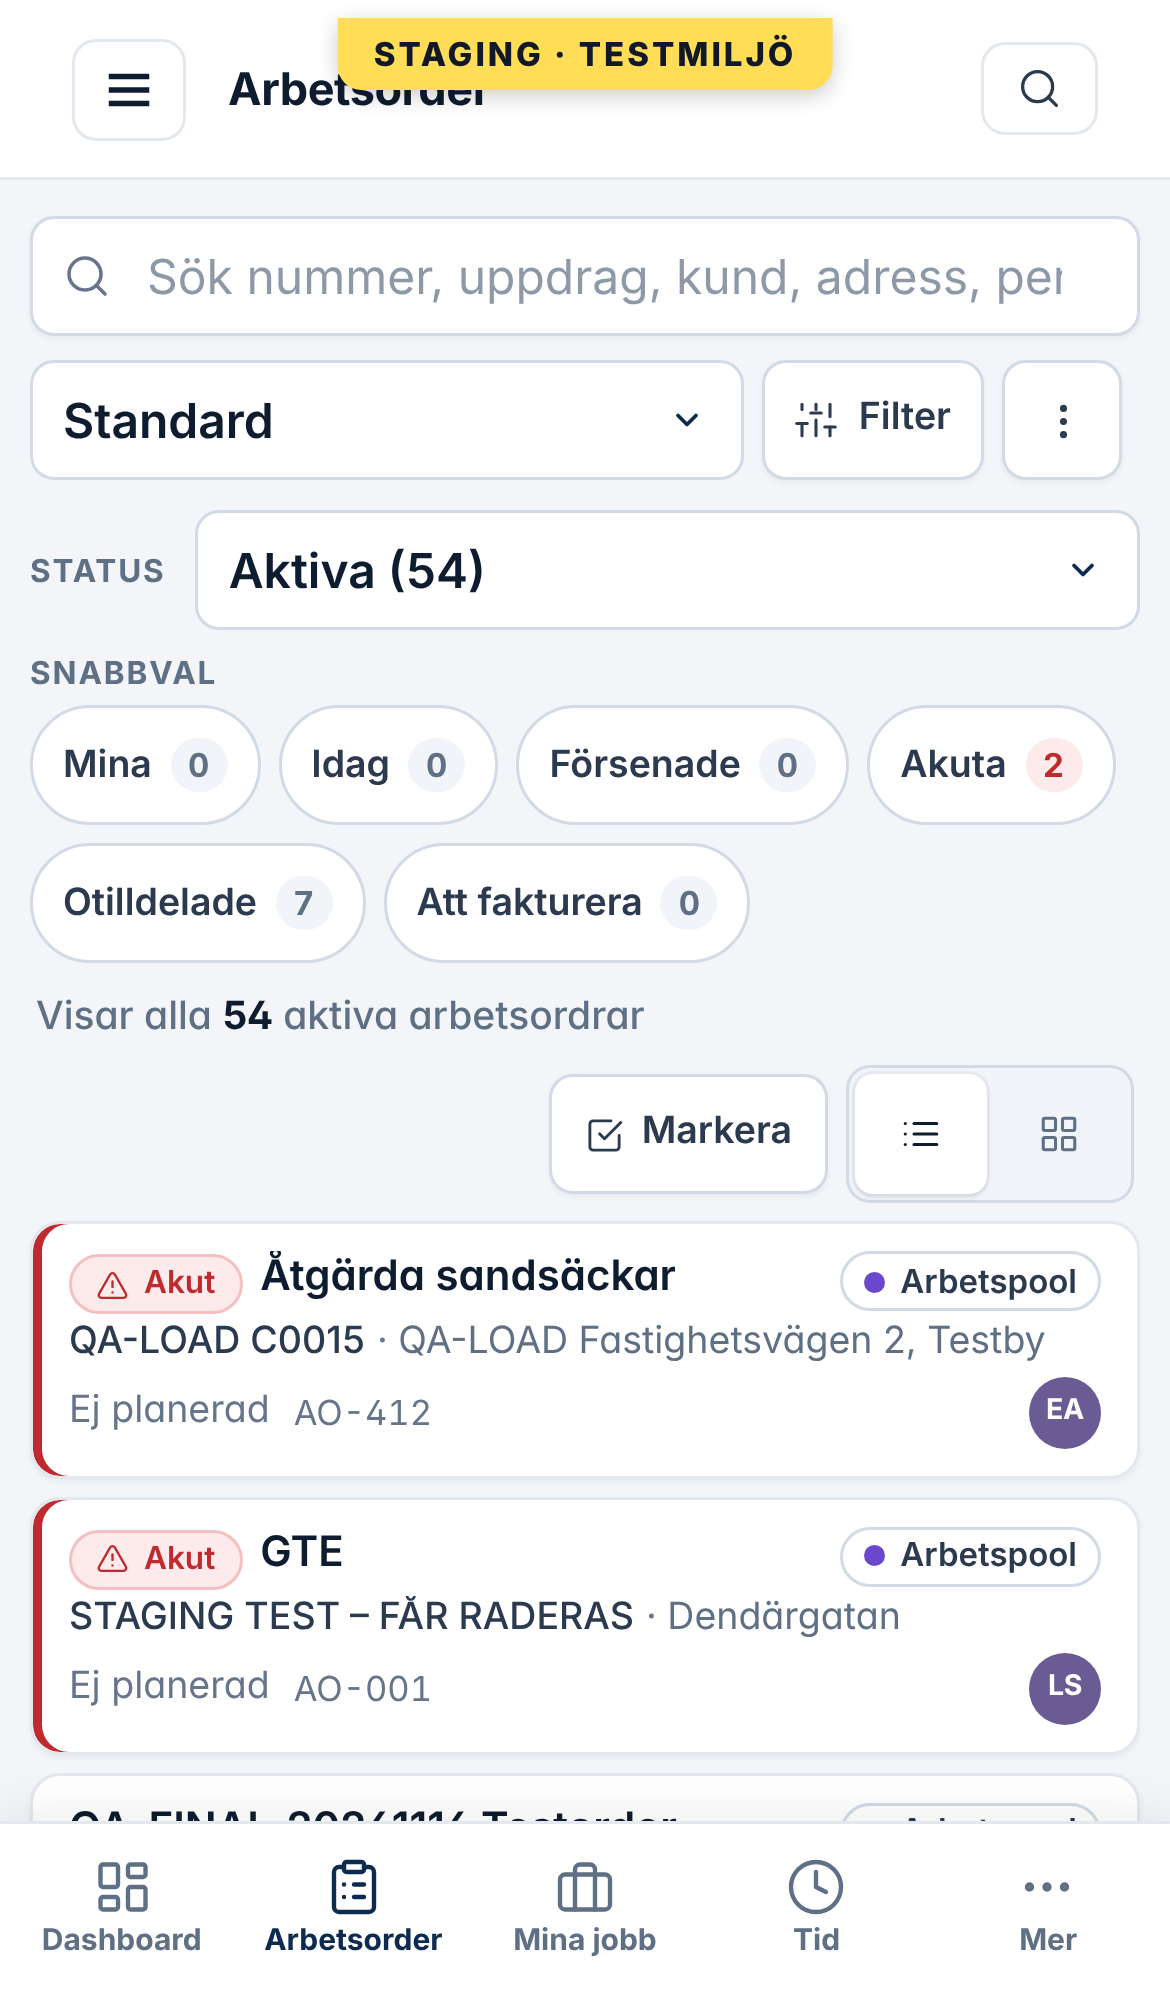 STAGING · TESTMILJÖ
Arbetsorder
Sök nummer, uppdrag, kund, adress, per
Standard
Filter
STATUS
Aktiva (54)
SNABBVAL
Mina 0
Idag 0
Försenade 0
Akuta 2
Otilldelade 7
Att fakturera 0
Visar alla 54 aktiva arbetsordrar
Markera
Akut Åtgärda sandsäckar Arbetspool
QA-LOAD C0015 · QA-LOAD Fastighetsvägen 2, Testby
Ej planerad AO-412 EA
Akut GTE Arbetspool
STAGING TEST – FÅR RADERAS · Dendärgatan
Ej planerad AO-001 LS
Dashboard
Arbetsorder
Mina jobb
Tid
Mer